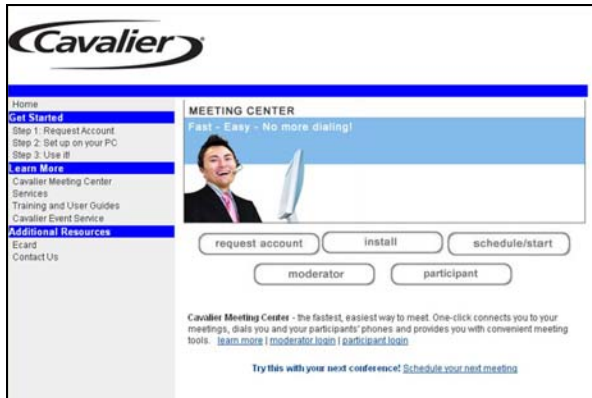 Cavalier
Home
Get Started
Step 1: Request Account
Step 2: Set up on your PC
Step 3: Use it!
Learn More
Cavalier Meeting Center
Services
Training and User Guides
Cavalier Event Service
Additional Resources
Ecard
Contact Us
MEETING CENTER
Fast - Easy - No more dialing!
request account
install
schedule/start
moderator
participant
Cavalier Meeting Center - the fastest, easiest way to meet. One-click connects you to your
meetings, dials you and your participants' phones and provides you with convenient meeting
tools. learn more | moderator login | participant login
Try this with your next conference! Schedule your next meeting